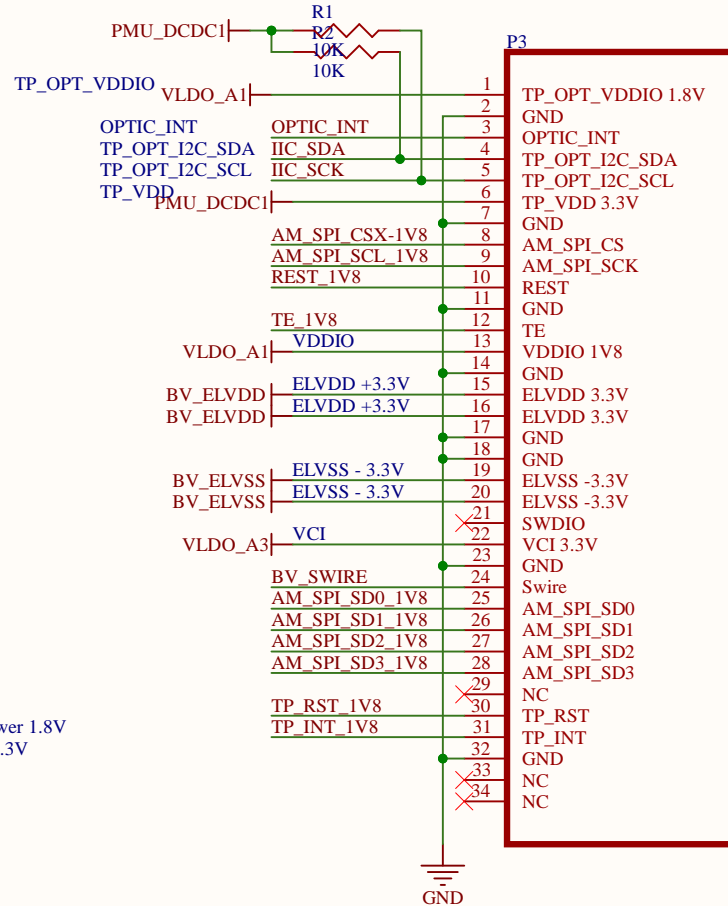 R1
PMU_DCDC1
R2
10K
10K
P3
TP_OPT_VDDIO
VLDO_A1
1
TP_OPT_VDDIO 1.8V
2
GND
OPTIC_INT
OPTIC_INT
3
OPTIC_INT
TP_OPT_I2C_SDA
IIC_SDA
4
TP_OPT_I2C_SDA
TP_OPT_I2C_SCL
IIC_SCK
5
TP_OPT_I2C_SCL
TP_VDD
PMU_DCDC1
6
TP_VDD 3.3V
7
GND
AM_SPI_CSX-1V8
8
AM_SPI_CS
AM_SPI_SCL_1V8
9
AM_SPI_SCK
REST_1V8
10
REST
11
GND
TE_1V8
12
TE
VLDO_A1
VDDIO
13
VDDIO 1V8
14
GND
BV_ELVDD
ELVDD +3.3V
15
ELVDD 3.3V
BV_ELVDD
ELVDD +3.3V
16
ELVDD 3.3V
17
GND
18
GND
BV_ELVSS
ELVSS - 3.3V
19
ELVSS -3.3V
BV_ELVSS
ELVSS - 3.3V
20
ELVSS -3.3V
21
SWDIO
VLDO_A3
VCI
22
VCI 3.3V
23
GND
BV_SWIRE
24
Swire
AM_SPI_SD0_1V8
25
AM_SPI_SD0
AM_SPI_SD1_1V8
26
AM_SPI_SD1
AM_SPI_SD2_1V8
27
AM_SPI_SD2
AM_SPI_SD3_1V8
28
AM_SPI_SD3
29
NC
TP_RST_1V8
30
TP_RST
wer 1.8V
TP_INT_1V8
31
TP_INT
.3V
32
GND
33
NC
34
NC
GND